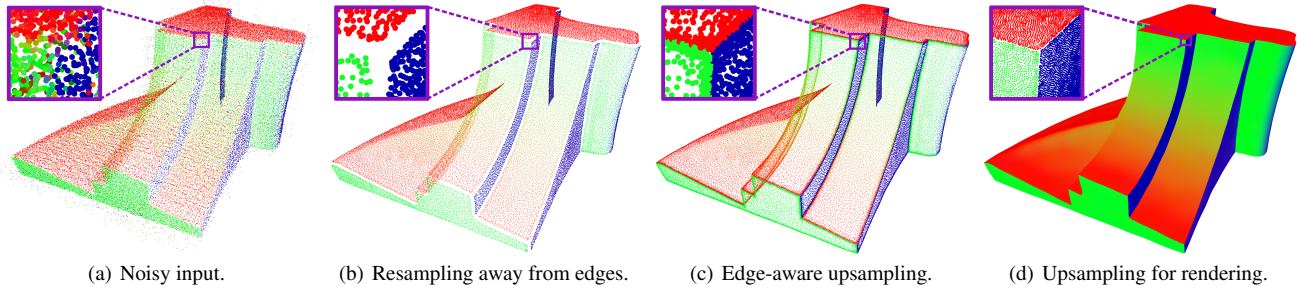 (a) Noisy input.
(b) Resampling away from edges.
(c) Edge-aware upsampling.
(d) Upsampling for rendering.